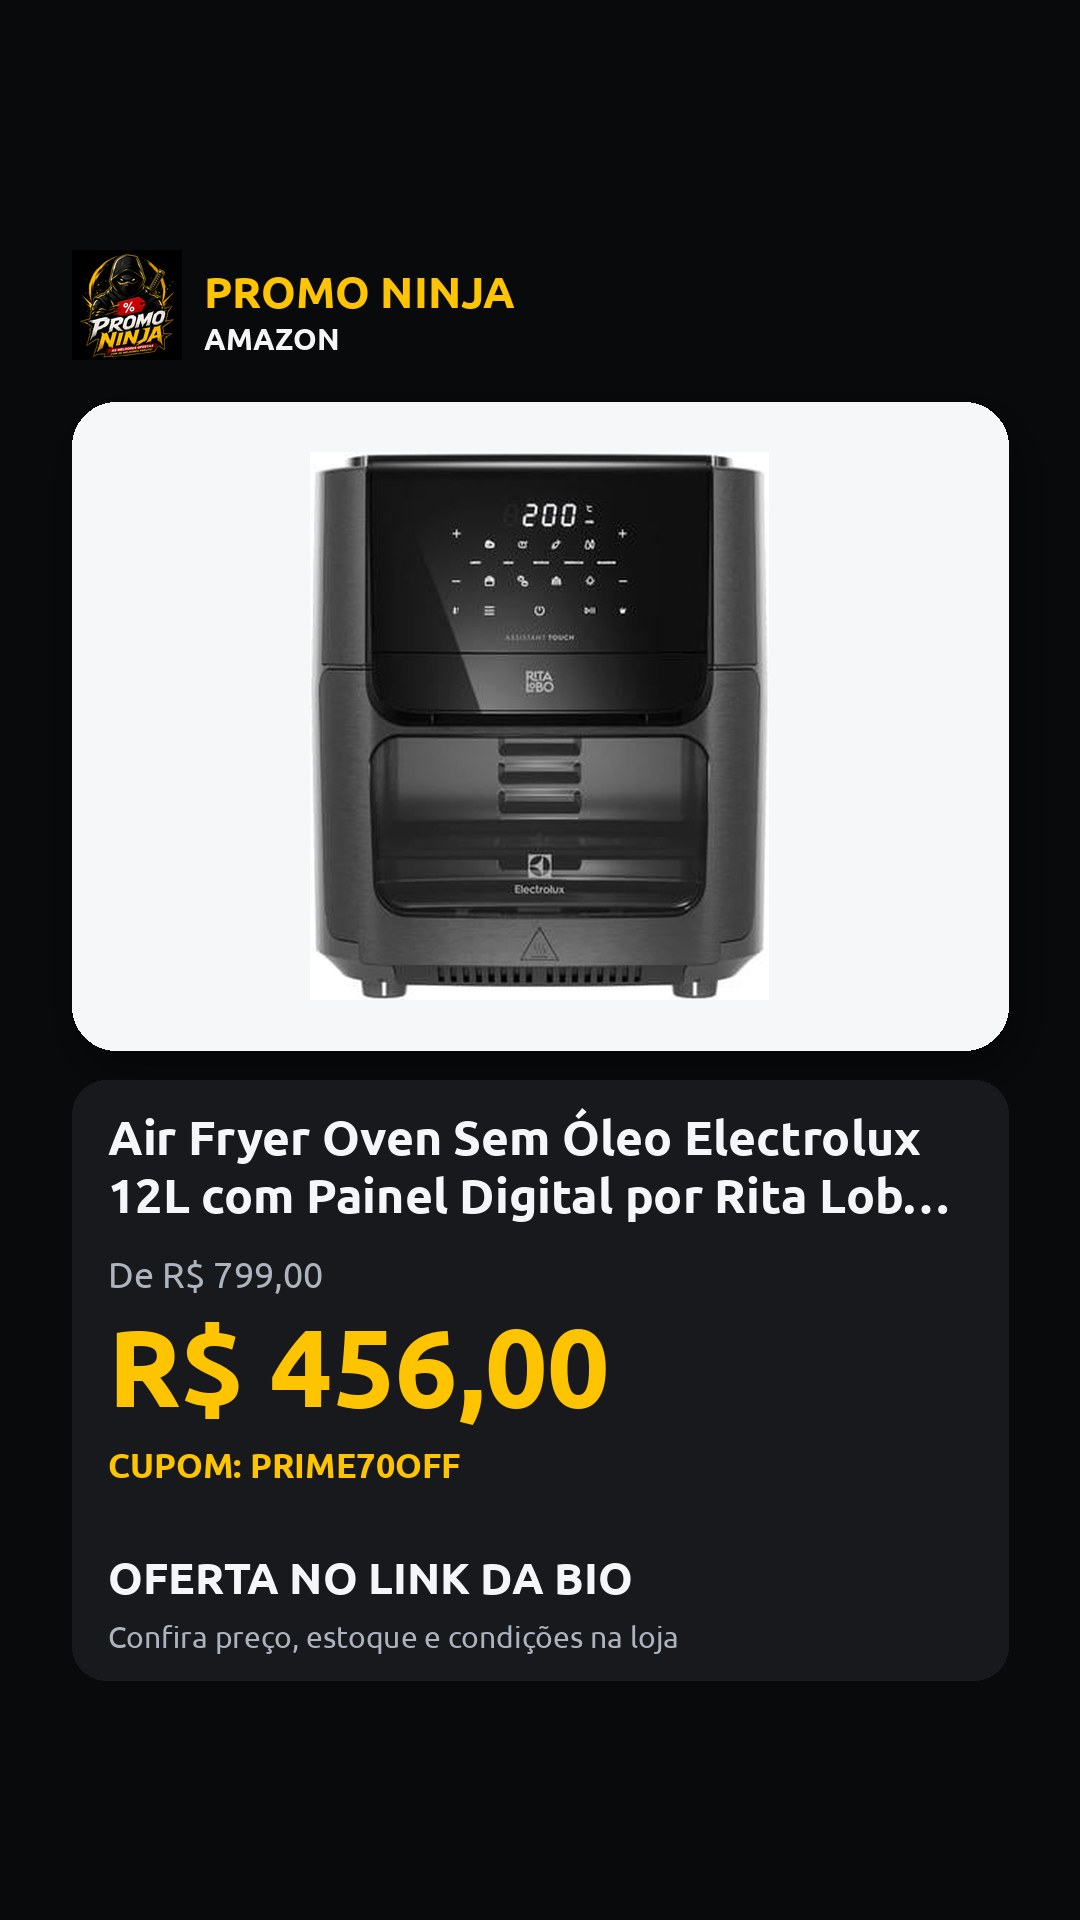 PROMO NINJA
AMAZON
%
PROMO
NINJA
200 °C
ASSISTANT TOUCH
RITA
LOBO
Electrolux
Air Fryer Oven Sem Óleo Electrolux
12L com Painel Digital por Rita Lob...
De R$ 799,00
R$ 456,00
CUPOM: PRIME70OFF
OFERTA NO LINK DA BIO
Confira preço, estoque e condições na loja